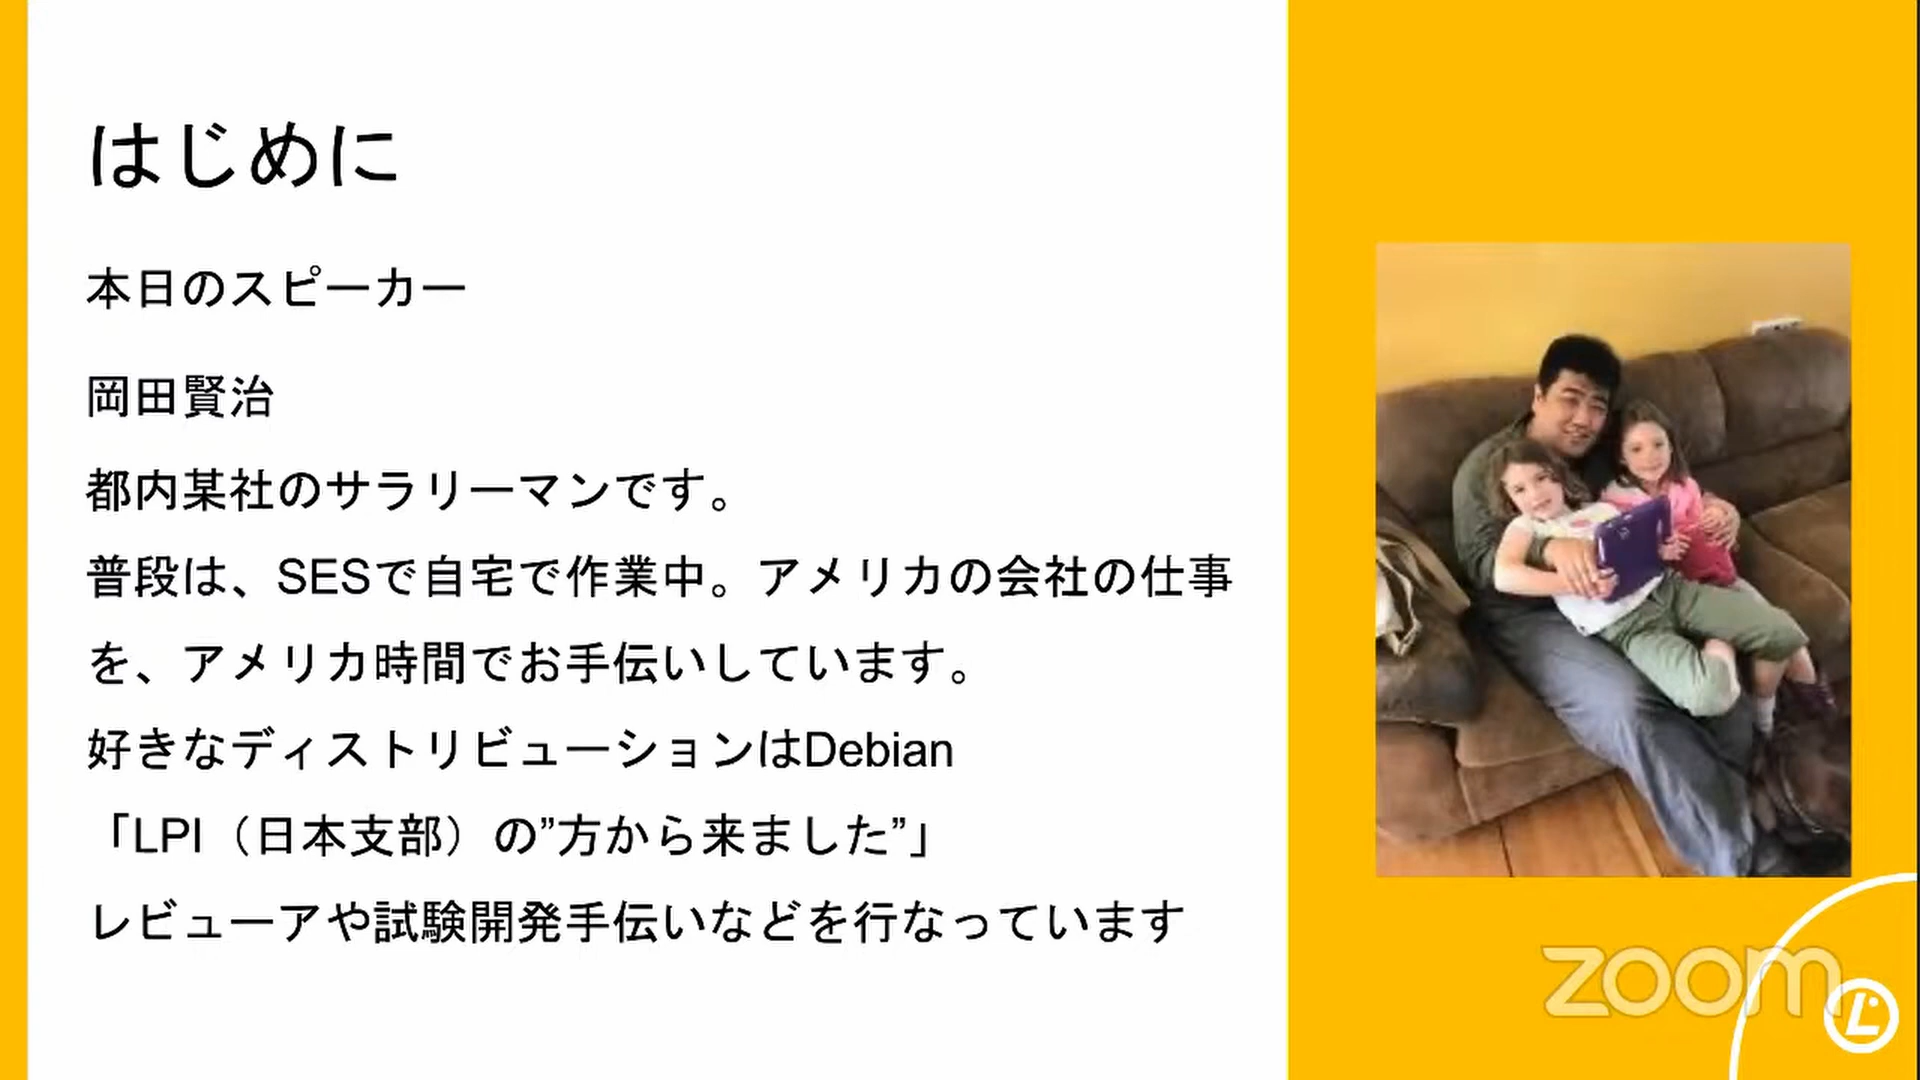 はじめに
本日のスピーカー
岡田賢治
都内某社のサラリーマンです。
普段は、SESで自宅で作業中。アメリカの会社の仕事
を、アメリカ時間でお手伝いしています。
好きなディストリビューションはDebian
「LPI（日本支部）の”方から来ました”」
レビューアや試験開発手伝いなどを行なっています
zoom
L